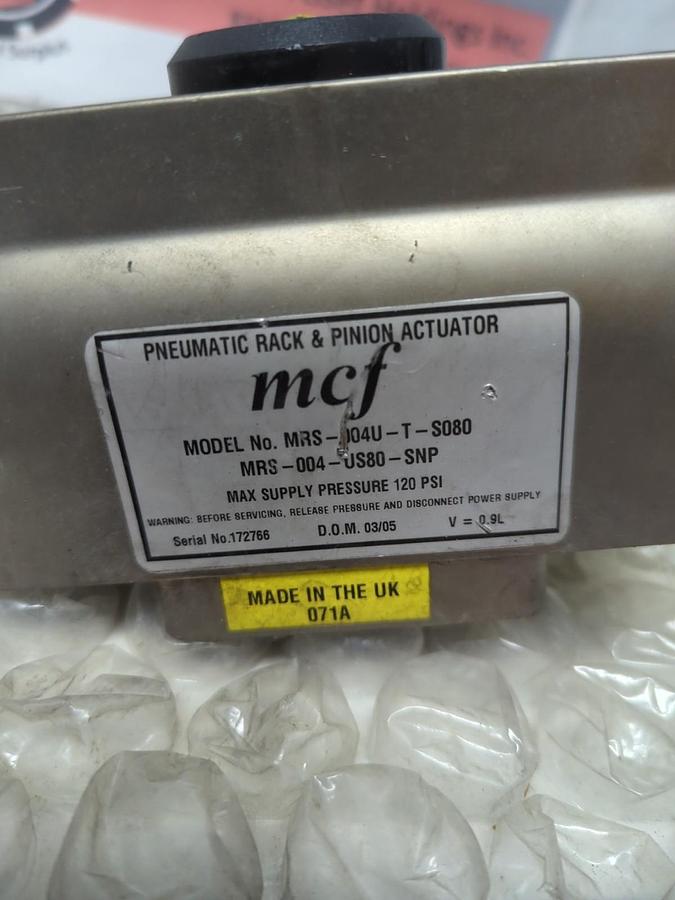 Holdings Inc
PNEUMATIC RACK & PINION ACTUATOR
mcf
MODEL No. MRS-004U-T-S080
MRS-004-US80-SNP
MAX SUPPLY PRESSURE 120 PSI
WARNING: BEFORE SERVICING, RELEASE PRESSURE AND DISCONNECT POWER SUPPLY
Serial No.172766 D.O.M. 03/05 V = 0.9L
MADE IN THE UK
071A